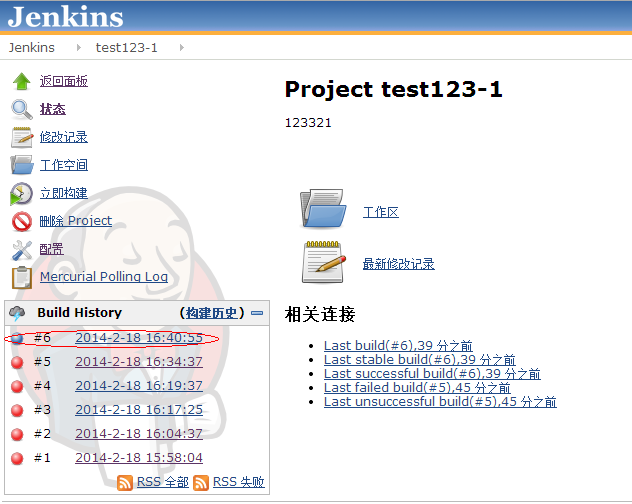 Jenkins
Jenkins test123-1
返回面板
状态
修改记录
工作空间
立即构建
删除 Project
配置
Mercurial Polling Log
Build History (构建历史)
#6 2014-2-18 16:40:55
#5 2014-2-18 16:34:37
#4 2014-2-18 16:19:37
#3 2014-2-18 16:17:25
#2 2014-2-18 16:04:37
#1 2014-2-18 15:58:04
RSS 全部 RSS 失败
Project test123-1
123321
工作区
最新修改记录
相关连接
Last build(#6),39 分之前
Last stable build(#6),39 分之前
Last successful build(#6),39 分之前
Last failed build(#5),45 分之前
Last unsuccessful build(#5),45 分之前